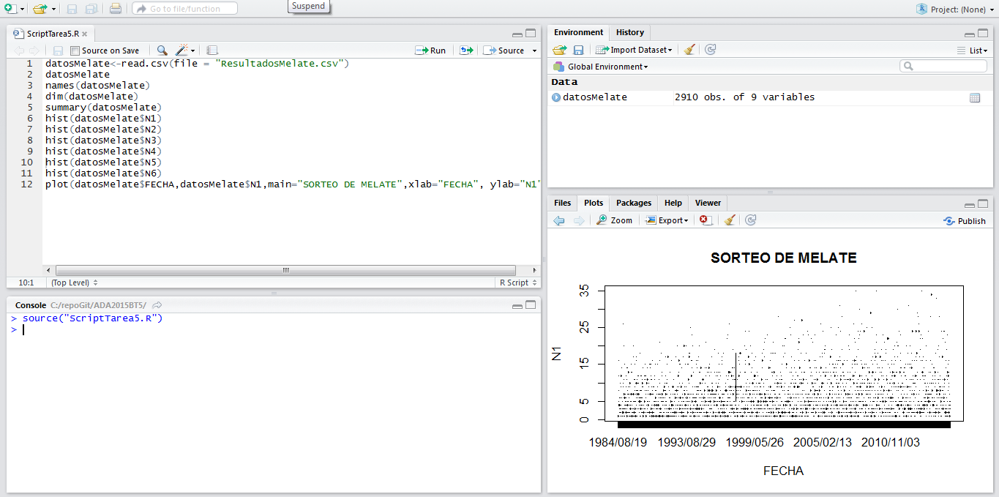 Go to file/function
Suspend
Project: (None)
ScriptTarea5.R
Source on Save
Run
Source
1 datosMelate<-read.csv(file = "ResultadosMelate.csv")
2 datosMelate
3 names(datosMelate)
4 dim(datosMelate)
5 summary(datosMelate)
6 hist(datosMelate$N1)
7 hist(datosMelate$N2)
8 hist(datosMelate$N3)
9 hist(datosMelate$N4)
10 hist(datosMelate$N5)
11 hist(datosMelate$N6)
12 plot(datosMelate$FECHA,datosMelate$N1,main="SORTEO DE MELATE",xlab="FECHA", ylab="N1"
10:1 (Top Level) R Script
Console C:/repoGit/ADA2015BT5/
> source("ScriptTarea5.R")
>
Environment History
Import Dataset List
Global Environment
Data
datosMelate 2910 obs. of 9 variables
Files Plots Packages Help Viewer
Zoom Export Publish
SORTEO DE MELATE
35
25
15
5
0
N1
1984/08/19 1993/08/29 1999/05/26 2005/02/13 2010/11/03
FECHA